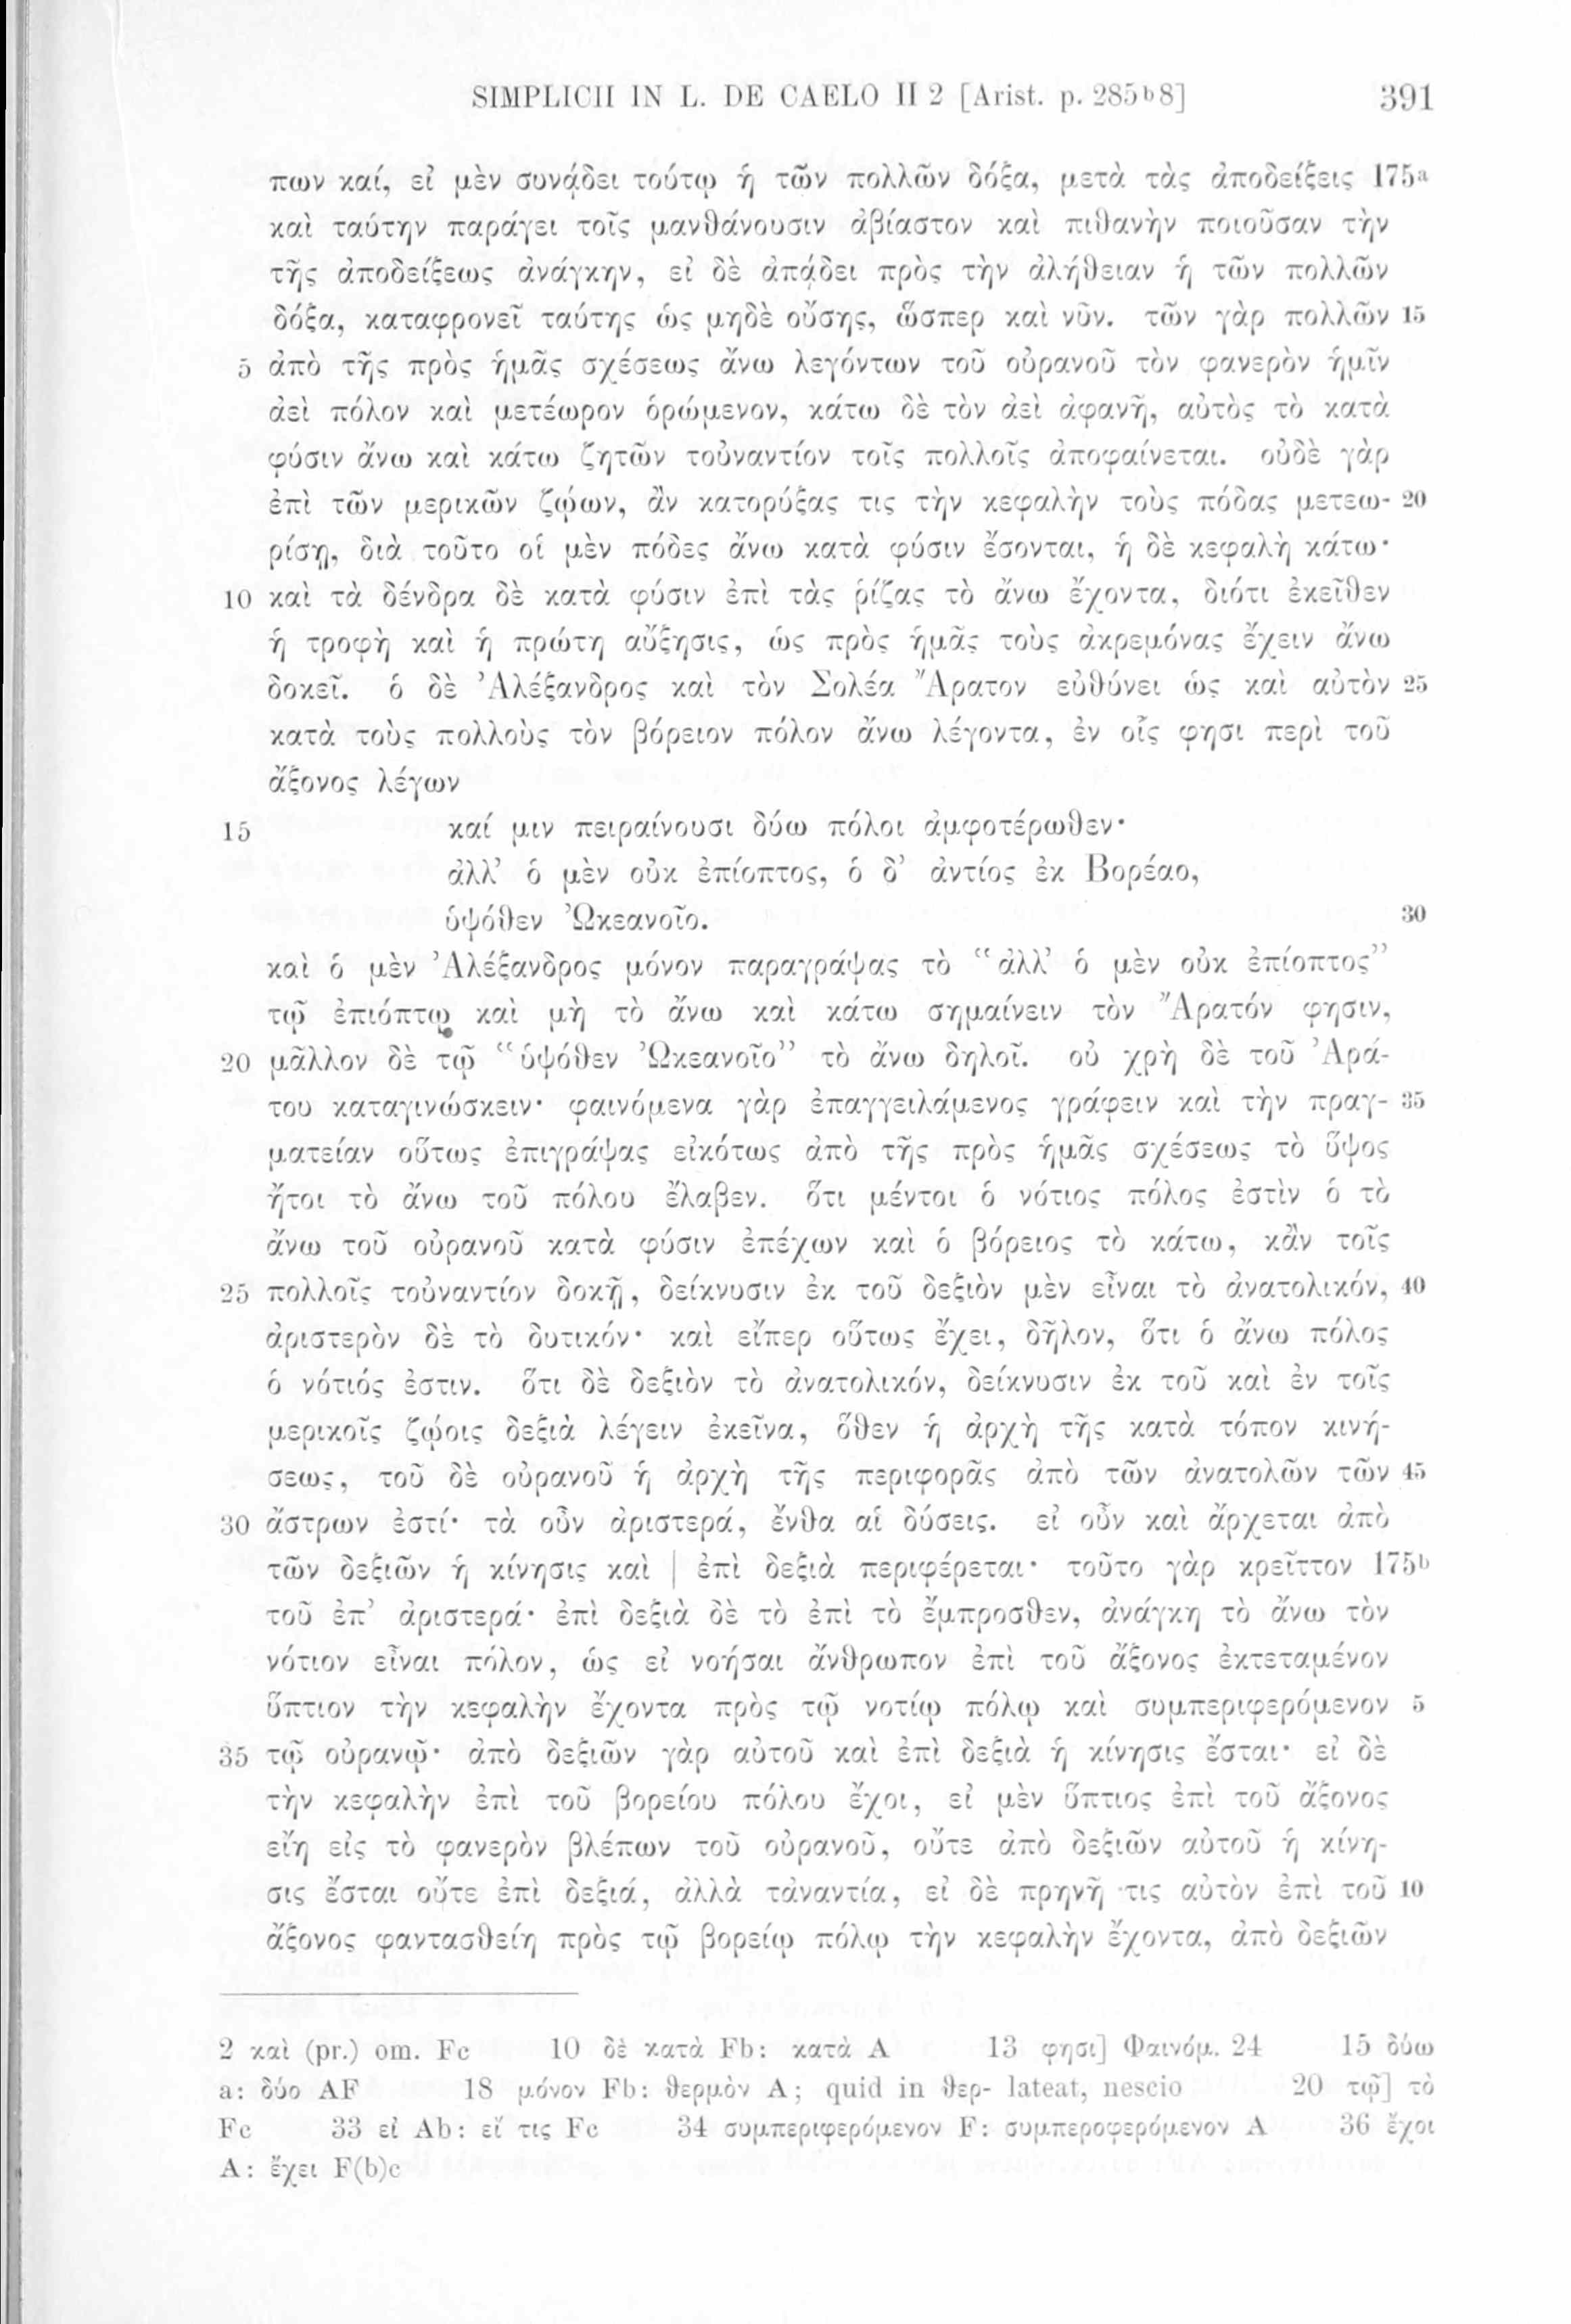 SIMPLICII IN L. DE CAELO II 2 [Arist. p. 285b8] 391
πων καί, εἰ μὲν συνᾴδει τούτῳ ἡ τῶν πολλῶν δόξα, μετὰ τὰς ἀποδείξεις 175a
καὶ ταύτην παράγει τοῖς μανθάνουσιν ἀβίαστον καὶ πιθανὴν ποιοῦσαν τὴν
τῆς ἀποδείξεως ἀνάγκην, εἰ δὲ ἀπᾴδει πρὸς τὴν ἀλήθειαν ἡ τῶν πολλῶν
δόξα, καταφρονεῖ ταύτης ὡς μηδὲ οὔσης, ὥσπερ καὶ νῦν. τῶν γὰρ πολλῶν 15
5 ἀπὸ τῆς πρὸς ἡμᾶς σχέσεως ἄνω λεγόντων τοῦ οὐρανοῦ τὸν φανερὸν ἡμῖν
ἀεὶ πόλον καὶ μετέωρον ὁρώμενον, κάτω δὲ τὸν ἀεὶ ἀφανῆ, αὐτὸς τὸ κατὰ
φύσιν ἄνω καὶ κάτω ζητῶν τοὐναντίον τοῖς πολλοῖς ἀποφαίνεται. οὐδὲ γὰρ
ἐπὶ τῶν μερικῶν ζῴων, ἂν κατορύξας τις τὴν κεφαλὴν τοὺς πόδας μετεω- 20
ρίσῃ, διὰ τοῦτο οἱ μὲν πόδες ἄνω κατὰ φύσιν ἔσονται, ἡ δὲ κεφαλὴ κάτω·
10 καὶ τὰ δένδρα δὲ κατὰ φύσιν ἐπὶ τὰς ῥίζας τὸ ἄνω ἔχοντα, διότι ἐκεῖθεν
ἡ τροφὴ καὶ ἡ πρώτη αὔξησις, ὡς πρὸς ἡμᾶς τοὺς ἀκρεμόνας ἔχειν ἄνω
δοκεῖ. ὁ δὲ Ἀλέξανδρος καὶ τὸν Σολέα Ἄρατον εὐθύνει ὡς καὶ αὐτὸν 25
κατὰ τοὺς πολλοὺς τὸν βόρειον πόλον ἄνω λέγοντα, ἐν οἷς φησι περὶ τοῦ
ἄξονος λέγων
15 καί μιν πειραίνουσι δύω πόλοι ἀμφοτέρωθεν·
ἀλλ’ ὁ μὲν οὐκ ἐπίοπτος, ὁ δ’ ἀντίος ἐκ Βορέαο,
ὑψόθεν Ὠκεανοῖο. 30
καὶ ὁ μὲν Ἀλέξανδρος μόνον παραγράψας τὸ “ἀλλ’ ὁ μὲν οὐκ ἐπίοπτος”
τῷ ἐπιόπτῳ καὶ μὴ τὸ ἄνω καὶ κάτω σημαίνειν τὸν Ἄρατόν φησιν,
20 μᾶλλον δὲ τῷ “ὑψόθεν Ὠκεανοῖο” τὸ ἄνω δηλοῖ. οὐ χρὴ δὲ τοῦ Ἀρά-
του καταγινώσκειν· φαινόμενα γὰρ ἐπαγγειλάμενος γράφειν καὶ τὴν πραγ- 35
ματείαν οὕτως ἐπιγράψας εἰκότως ἀπὸ τῆς πρὸς ἡμᾶς σχέσεως τὸ ὕψος
ἤτοι τὸ ἄνω τοῦ πόλου ἔλαβεν. ὅτι μέντοι ὁ νότιος πόλος ἐστὶν ὁ τὸ
ἄνω τοῦ οὐρανοῦ κατὰ φύσιν ἐπέχων καὶ ὁ βόρειος τὸ κάτω, κἂν τοῖς
25 πολλοῖς τοὐναντίον δοκῇ, δείκνυσιν ἐκ τοῦ δεξιὸν μὲν εἶναι τὸ ἀνατολικόν, 40
ἀριστερὸν δὲ τὸ δυτικόν· καὶ εἴπερ οὕτως ἔχει, δῆλον, ὅτι ὁ ἄνω πόλος
ὁ νότιός ἐστιν. ὅτι δὲ δεξιὸν τὸ ἀνατολικόν, δείκνυσιν ἐκ τοῦ καὶ ἐν τοῖς
μερικοῖς ζῴοις δεξιὰ λέγειν ἐκεῖνα, ὅθεν ἡ ἀρχὴ τῆς κατὰ τόπον κινή-
σεως, τοῦ δὲ οὐρανοῦ ἡ ἀρχὴ τῆς περιφορᾶς ἀπὸ τῶν ἀνατολῶν τῶν 45
30 ἄστρων ἐστί· τὰ οὖν ἀριστερά, ἔνθα αἱ δύσεις. εἰ οὖν καὶ ἄρχεται ἀπὸ
τῶν δεξιῶν ἡ κίνησις καὶ | ἐπὶ δεξιὰ περιφέρεται· τοῦτο γὰρ κρεῖττον 175b
τοῦ ἐπ’ ἀριστερά· ἐπὶ δεξιὰ δὲ τὸ ἐπὶ τὸ ἔμπροσθεν, ἀνάγκη τὸ ἄνω τὸν
νότιον εἶναι πόλον, ὡς εἰ νοήσαι ἄνθρωπον ἐπὶ τοῦ ἄξονος ἐκτεταμένον
ὕπτιον τὴν κεφαλὴν ἔχοντα πρὸς τῷ νοτίῳ πόλῳ καὶ συμπεριφερόμενον 5
35 τῷ οὐρανῷ· ἀπὸ δεξιῶν γὰρ αὐτοῦ καὶ ἐπὶ δεξιὰ ἡ κίνησις ἔσται· εἰ δὲ
τὴν κεφαλὴν ἐπὶ τοῦ βορείου πόλου ἔχοι, εἰ μὲν ὕπτιος ἐπὶ τοῦ ἄξονος
εἴη εἰς τὸ φανερὸν βλέπων τοῦ οὐρανοῦ, οὔτε ἀπὸ δεξιῶν αὐτοῦ ἡ κίνη-
σις ἔσται οὔτε ἐπὶ δεξιά, ἀλλὰ τἀναντία, εἰ δὲ πρηνῆ τις αὐτὸν ἐπὶ τοῦ 10
ἄξονος φαντασθείη πρὸς τῷ βορείῳ πόλῳ τὴν κεφαλὴν ἔχοντα, ἀπὸ δεξιῶν
2 καὶ (pr.) om. Fc 10 δὲ κατὰ Fb: κατὰ A 13 φησι] Φαινόμ. 24 15 δύω
a: δύο AF 18 μόνον Fb: θερμὸν A; quid in θερ- lateat, nescio 20 τῷ] τὸ
Fc 33 εἰ Ab: εἴ τις Fc 34 συμπεριφερόμενον F: συμπεροφερόμενον A 36 ἔχοι
A: ἔχει F(b)c